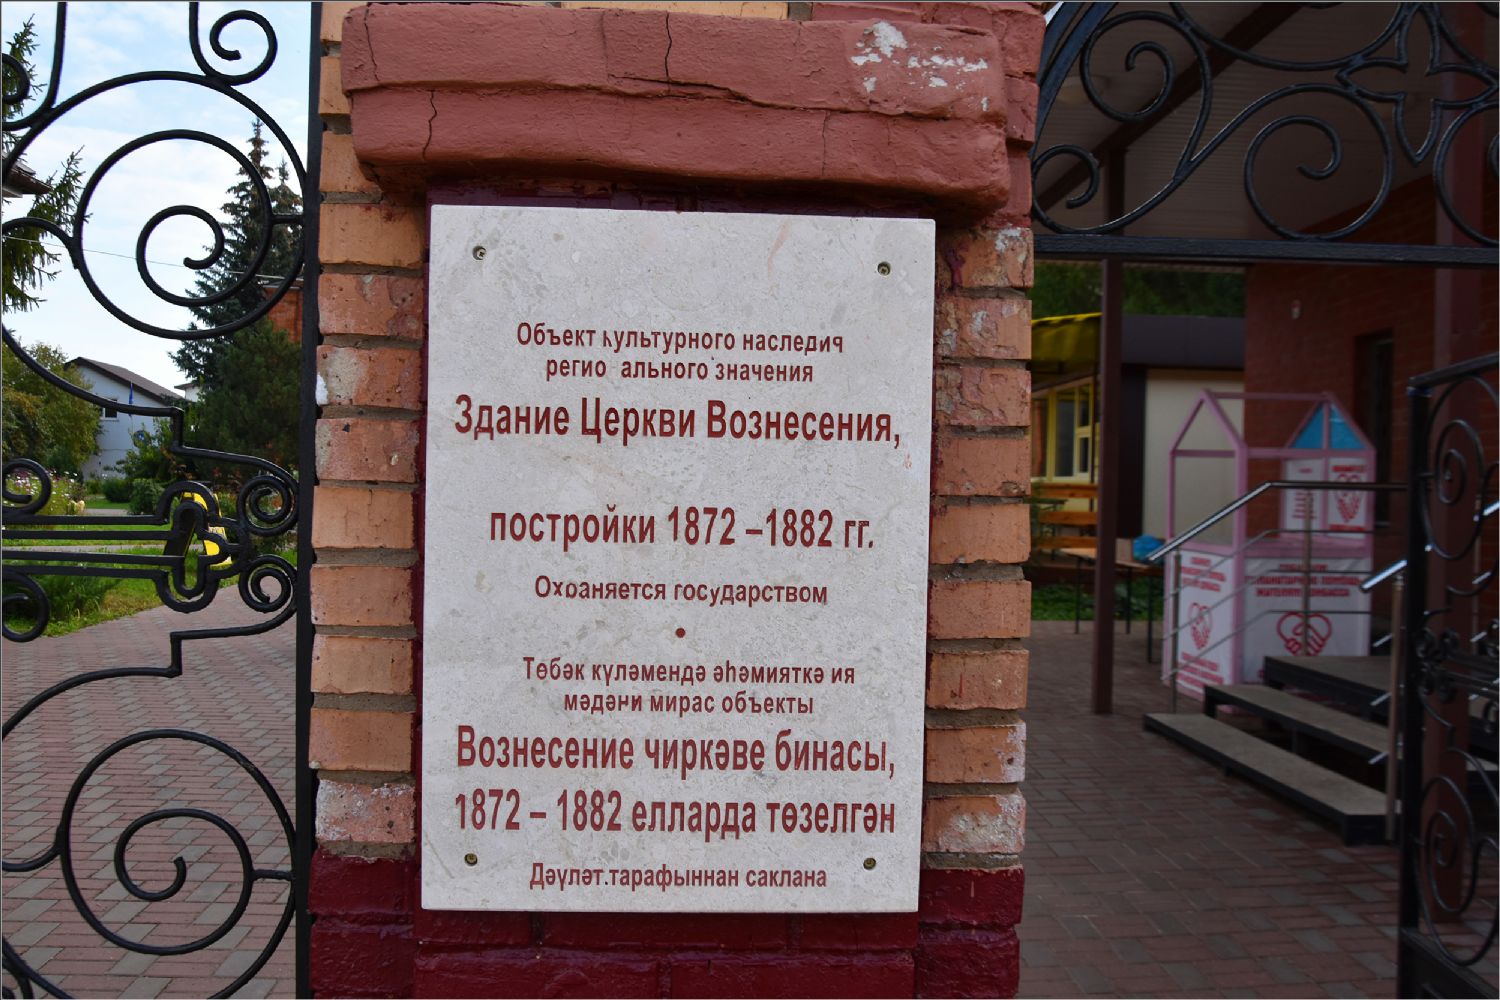 Объект культурного наследия
регионального значения
Здание Церкви Вознесения,
постройки 1872 – 1882 гг.
Охраняется государством
Төбәк күләмендә әһәмияткә ия
мәдәни мирас объекты
Вознесение чиркәве бинасы,
1872 – 1882 елларда төзелгән
Дәүләт тарафыннан саклана